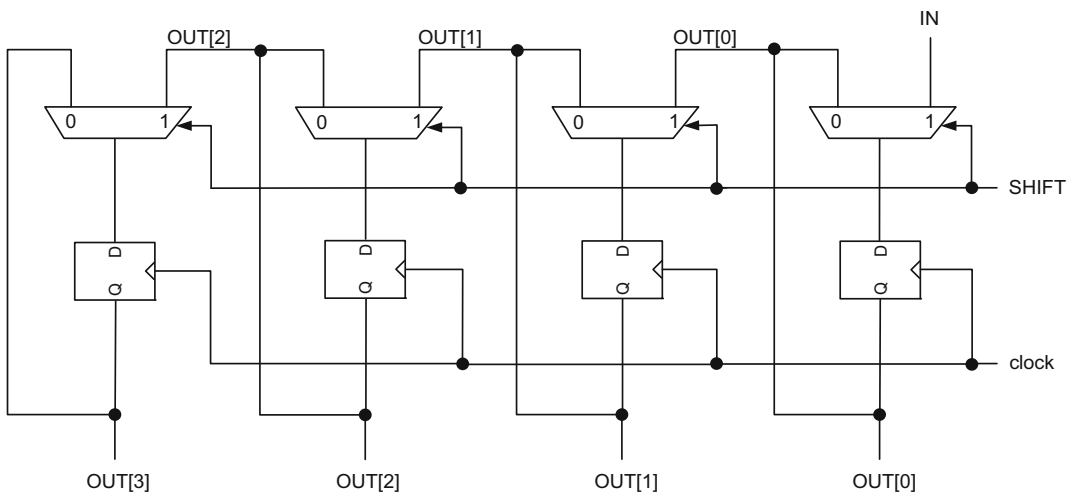 IN
OUT[2] OUT[1] OUT[0]
0 1 0 1 0 1 0 1
SHIFT
D D D D
Q Q Q Q
clock
OUT[3] OUT[2] OUT[1] OUT[0]